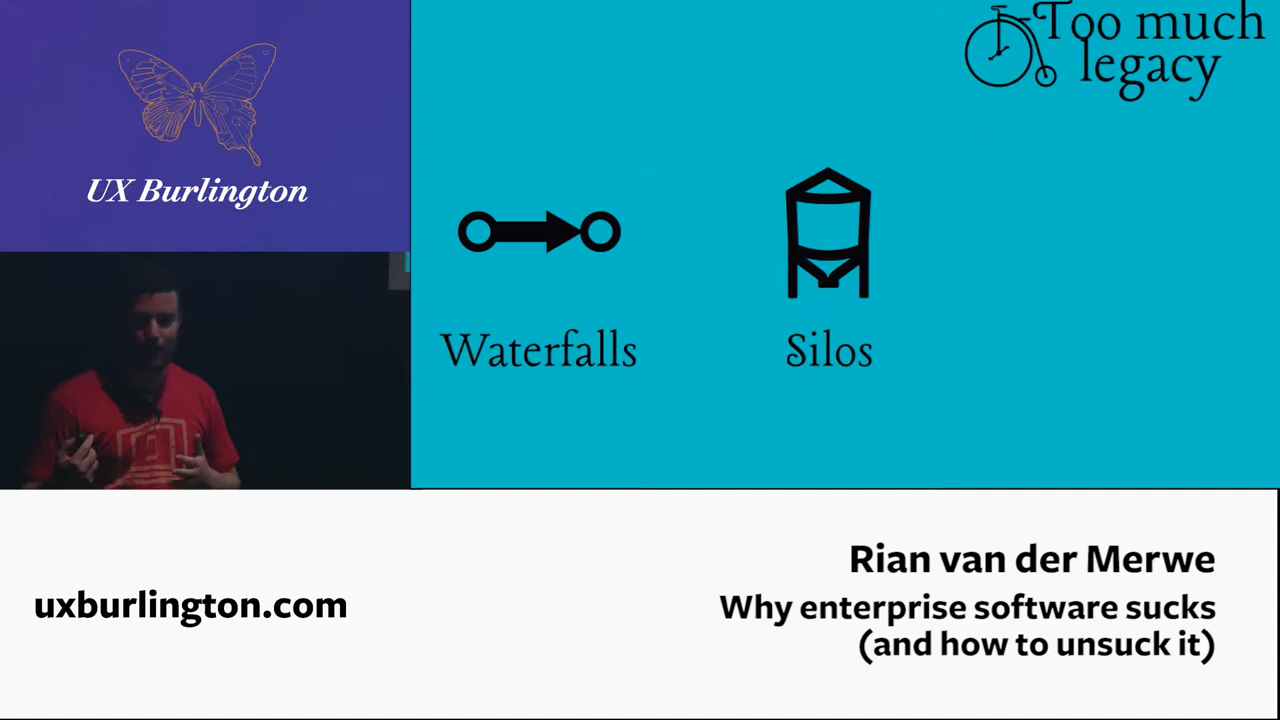 UX Burlington
Too much
legacy
Waterfalls
Silos
Rian van der Merwe
Why enterprise software sucks
(and how to unsuck it)
uxburlington.com